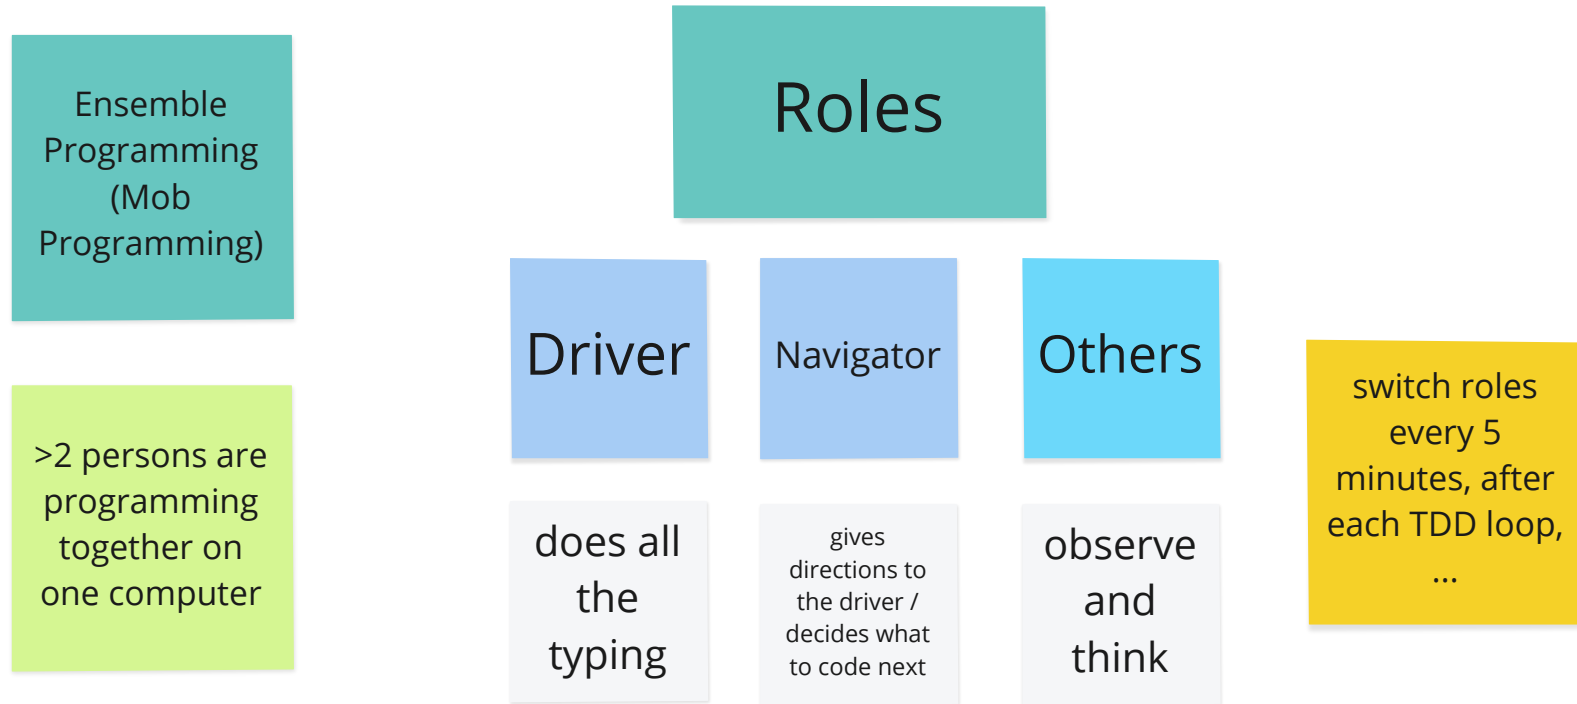 Ensemble
Programming
(Mob
Programming)
>2 persons are
programming
together on
one computer
Roles
Driver
does all
the
typing
Navigator
gives
directions to
the driver /
decides what
to code next
Others
observe
and
think
switch roles
every 5
minutes, after
each TDD loop,
...